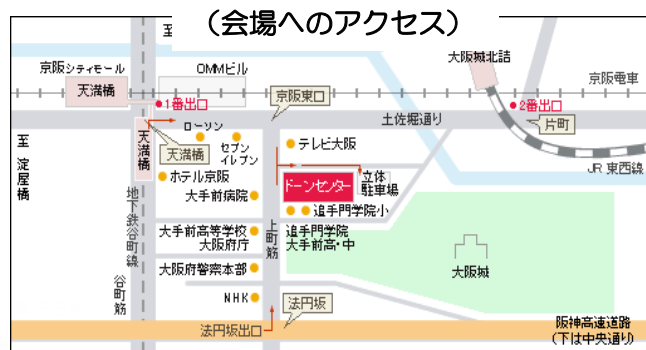 (会場へのアクセス)
至
京阪シティモール
OMMビル
大阪城北詰
天満橋
京阪東口
京阪電車
1番出口
2番出口
土佐堀通り
片町
至
淀屋橋
天満橋
ローソン
天満橋
セブン
イレブン
テレビ大阪
JR 東西線
ホテル京阪
ドーンセンター
立体
駐車場
大手前病院
追手門学院小
地下鉄谷町線
大手前高等学校
大阪府庁
上町筋
追手門学院
大手前高・中
大阪城
大阪府警察本部
谷町筋
NHK
法円坂
法円坂出口
阪神高速道路
(下は中央通り)